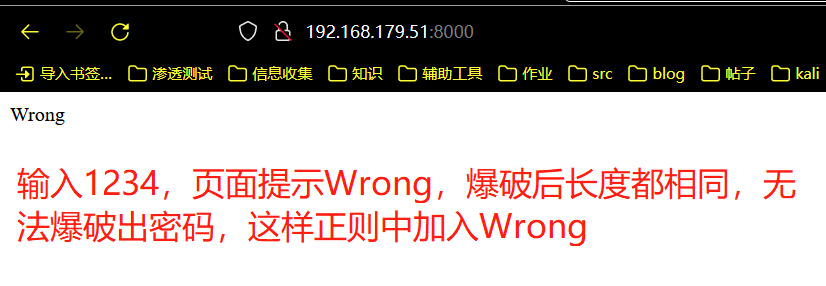 192.168.179.51:8000
导入书签... 渗透测试 信息收集 知识 辅助工具 作业 src blog 帖子 kali
Wrong
输入1234，页面提示Wrong，爆破后长度都相同，无
法爆破出密码，这样正则中加入Wrong